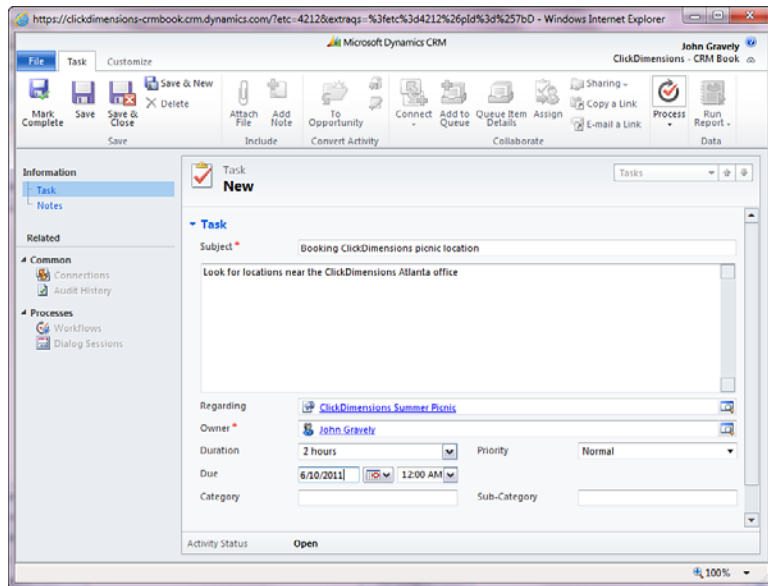 https://clickdimensions-crmbook.crm.dynamics.com/?etc=4212&extraqs=%3fetc%3d4212%26pId%3d%257bD - Windows Internet Explorer
Microsoft Dynamics CRM
John Gravely
ClickDimensions - CRM Book
File Task Customize
Mark Complete
Save
Save & Close
Save & New
Delete
Save
Attach File
Add Note
Include
To Opportunity
Convert Activity
Connect
Add to Queue
Queue Item Details
Assign
Sharing
Copy a Link
E-mail a Link
Collaborate
Process
Run Report
Data
Information
Task
Notes
Related
Common
Connections
Audit History
Processes
Workflows
Dialog Sessions
Task
New
Tasks
Task
Subject * Booking ClickDimensions picnic location
Look for locations near the ClickDimensions Atlanta office
Regarding ClickDimensions Summer Picnic
Owner * John Gravely
Duration 2 hours Priority Normal
Due 6/10/2011 12:00 AM
Category Sub-Category
Activity Status Open
100%